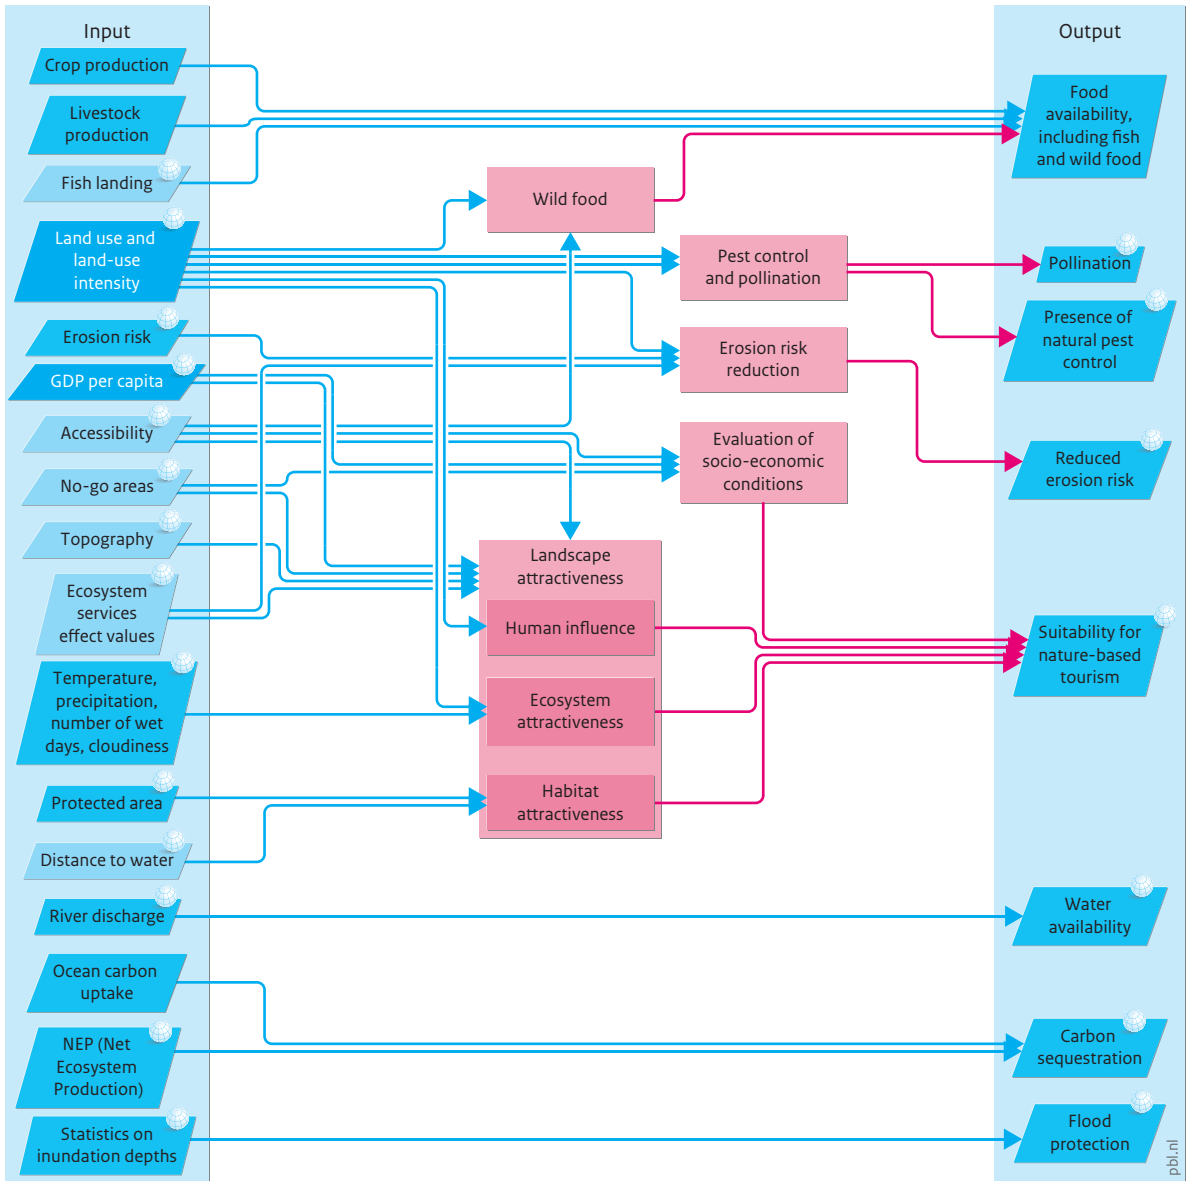 Input
Crop production
Livestock
production
Fish landing
Land use and
land-use
intensity
Erosion risk
GDP per capita
Accessibility
No-go areas
Topography
Ecosystem
services
effect values
Temperature,
precipitation,
number of wet
days, cloudiness
Protected area
Distance to water
River discharge
Ocean carbon
uptake
NEP (Net
Ecosystem
Production)
Statistics on
inundation depths
Wild food
Pest control
and pollination
Erosion risk
reduction
Evaluation of
socio-economic
conditions
Landscape
attractiveness
Human influence
Ecosystem
attractiveness
Habitat
attractiveness
Output
Food
availability,
including fish
and wild food
Pollination
Presence of
natural pest
control
Reduced
erosion risk
Suitability for
nature-based
tourism
Water
availability
Carbon
sequestration
Flood
protection
pbl.nl